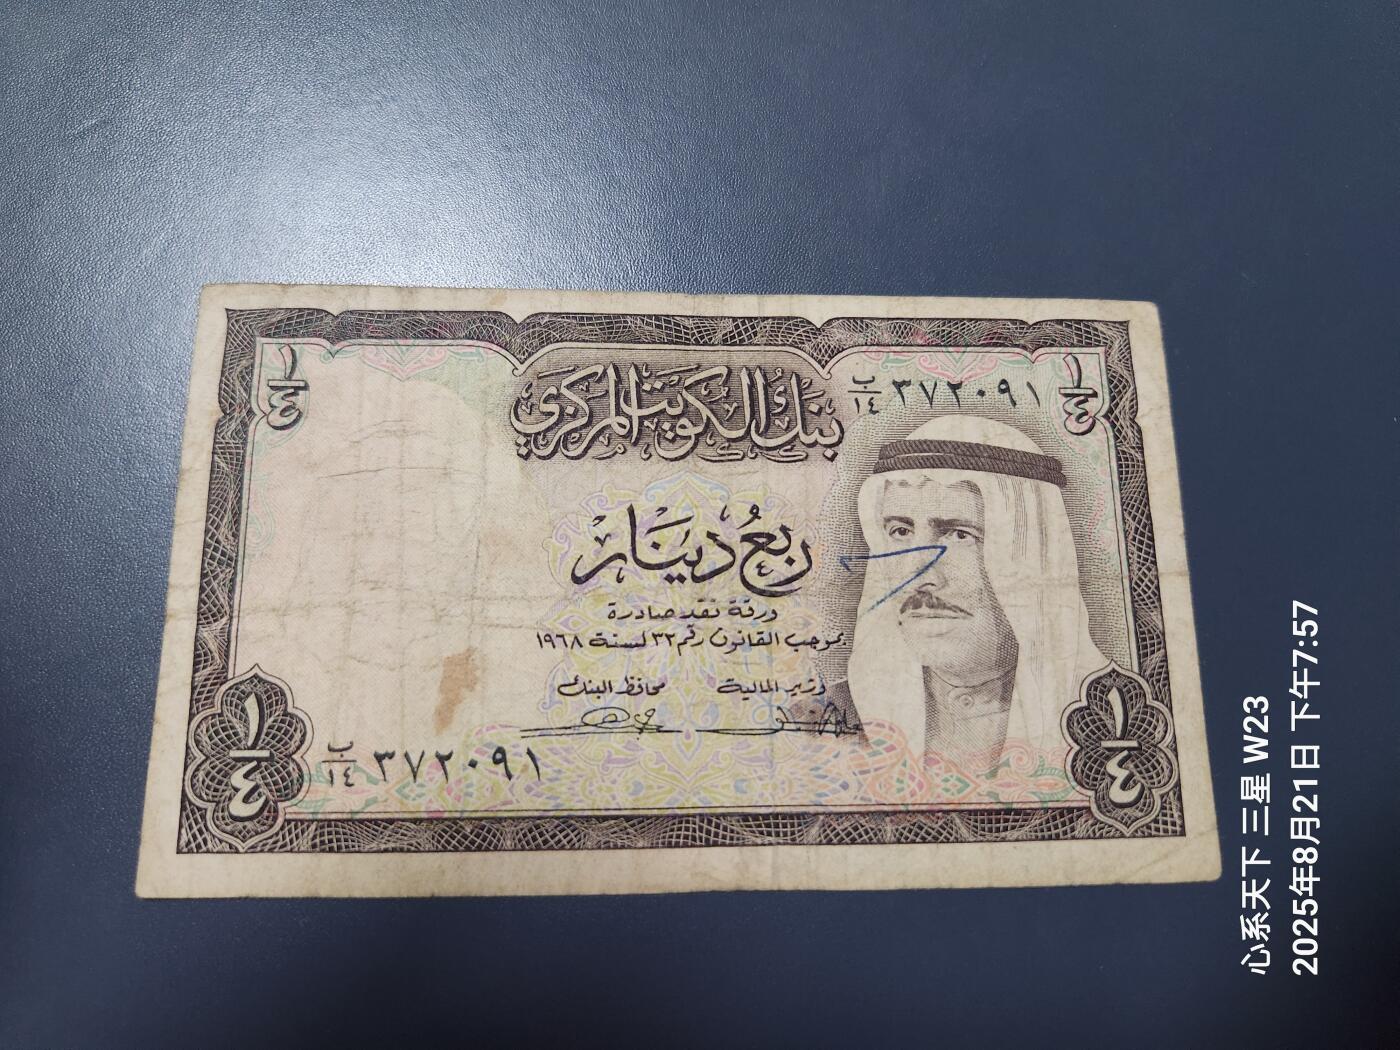 ١/٤
بنك الكويت المركزي
ب/١٤ ٣٧٢٠٩١
١/٤
ربع دينار
ورقة نقد صادرة
بموجب القانون رقم ٣٢ لسنة ١٩٦٨
وزير المالية
محافظ البنك
ب/١٤ ٣٧٢٠٩١
١/٤
١/٤
心系天下 三星 W23
2025年8月21日 下午7:57